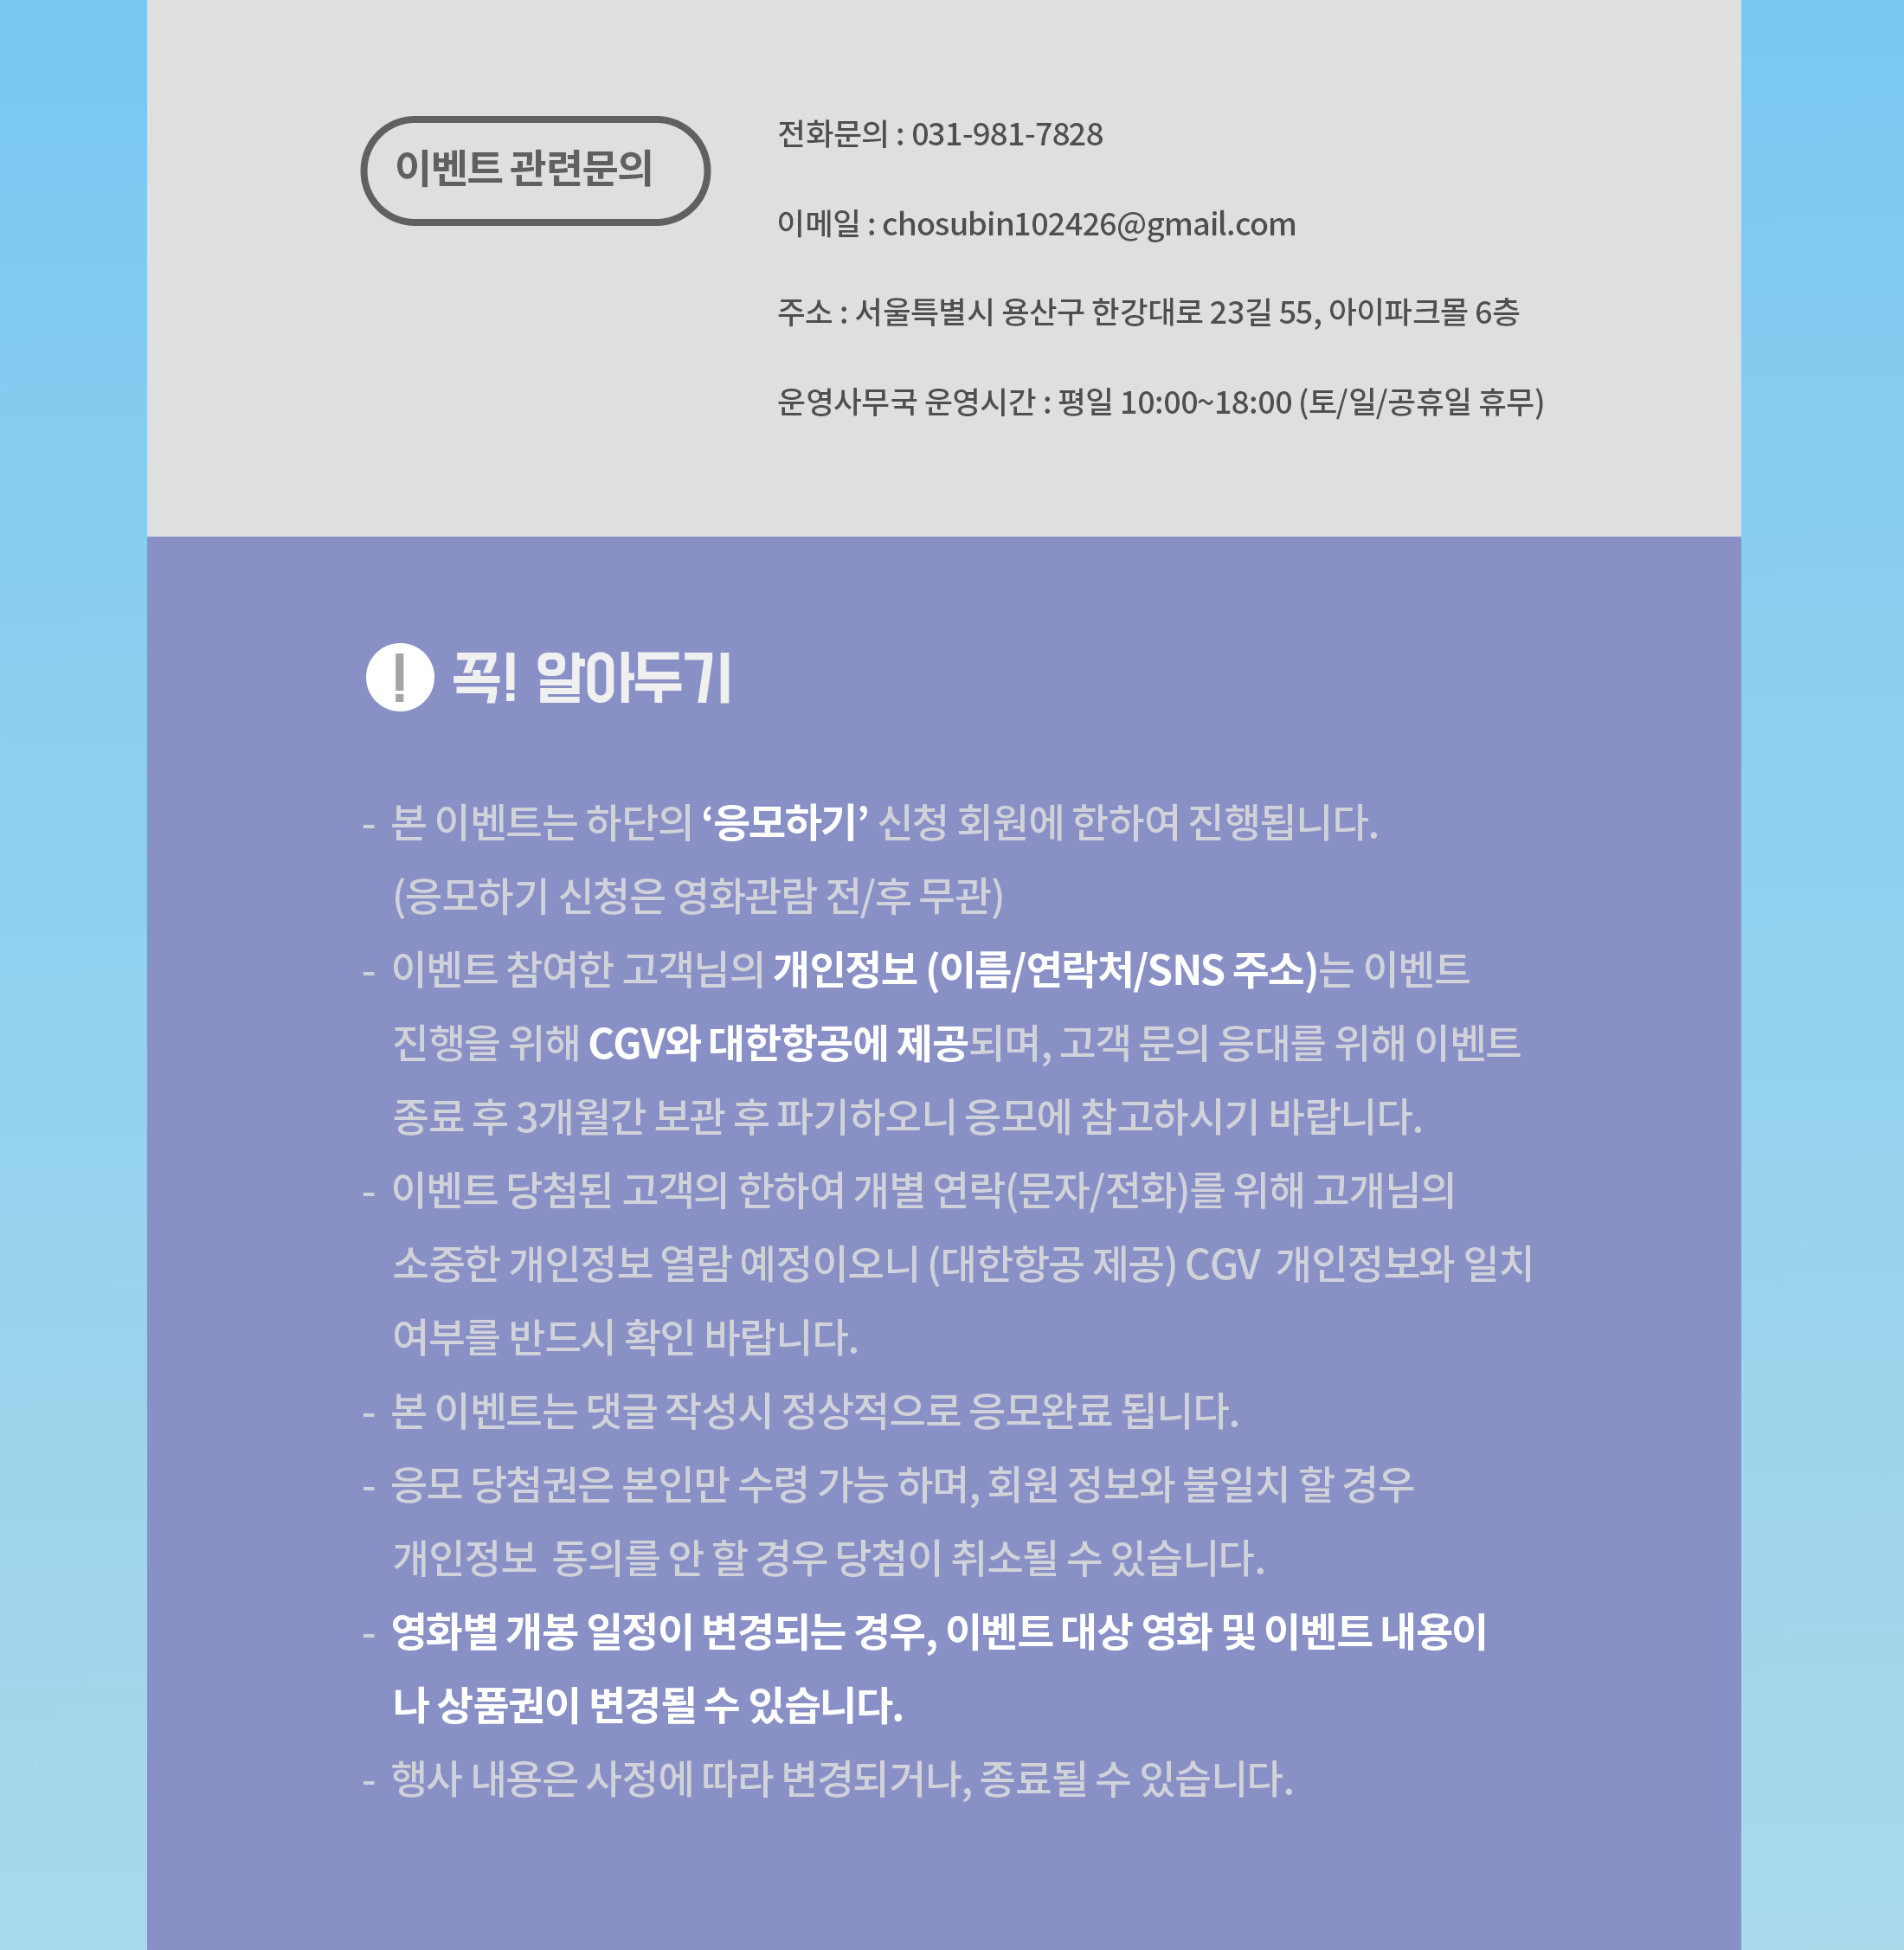 이벤트 관련문의
전화문의 : 031-981-7828
이메일 : chosubin102426@gmail.com
주소 : 서울특별시 용산구 한강대로 23길 55, 아이파크몰 6층
운영사무국 운영시간 : 평일 10:00~18:00 (토/일/공휴일 휴무)
! 꼭! 알아두기
- 본 이벤트는 하단의 ‘응모하기’ 신청 회원에 한하여 진행됩니다.
(응모하기 신청은 영화관람 전/후 무관)
- 이벤트 참여한 고객님의 개인정보 (이름/연락처/SNS 주소)는 이벤트
진행을 위해 CGV와 대한항공에 제공되며, 고객 문의 응대를 위해 이벤트
종료 후 3개월간 보관 후 파기하오니 응모에 참고하시기 바랍니다.
- 이벤트 당첨된 고객의 한하여 개별 연락(문자/전화)를 위해 고개님의
소중한 개인정보 열람 예정이오니 (대한항공 제공) CGV 개인정보와 일치
여부를 반드시 확인 바랍니다.
- 본 이벤트는 댓글 작성시 정상적으로 응모완료 됩니다.
- 응모 당첨권은 본인만 수령 가능 하며, 회원 정보와 불일치 할 경우
개인정보 동의를 안 할 경우 당첨이 취소될 수 있습니다.
- 영화별 개봉 일정이 변경되는 경우, 이벤트 대상 영화 및 이벤트 내용이
나 상품권이 변경될 수 있습니다.
- 행사 내용은 사정에 따라 변경되거나, 종료될 수 있습니다.